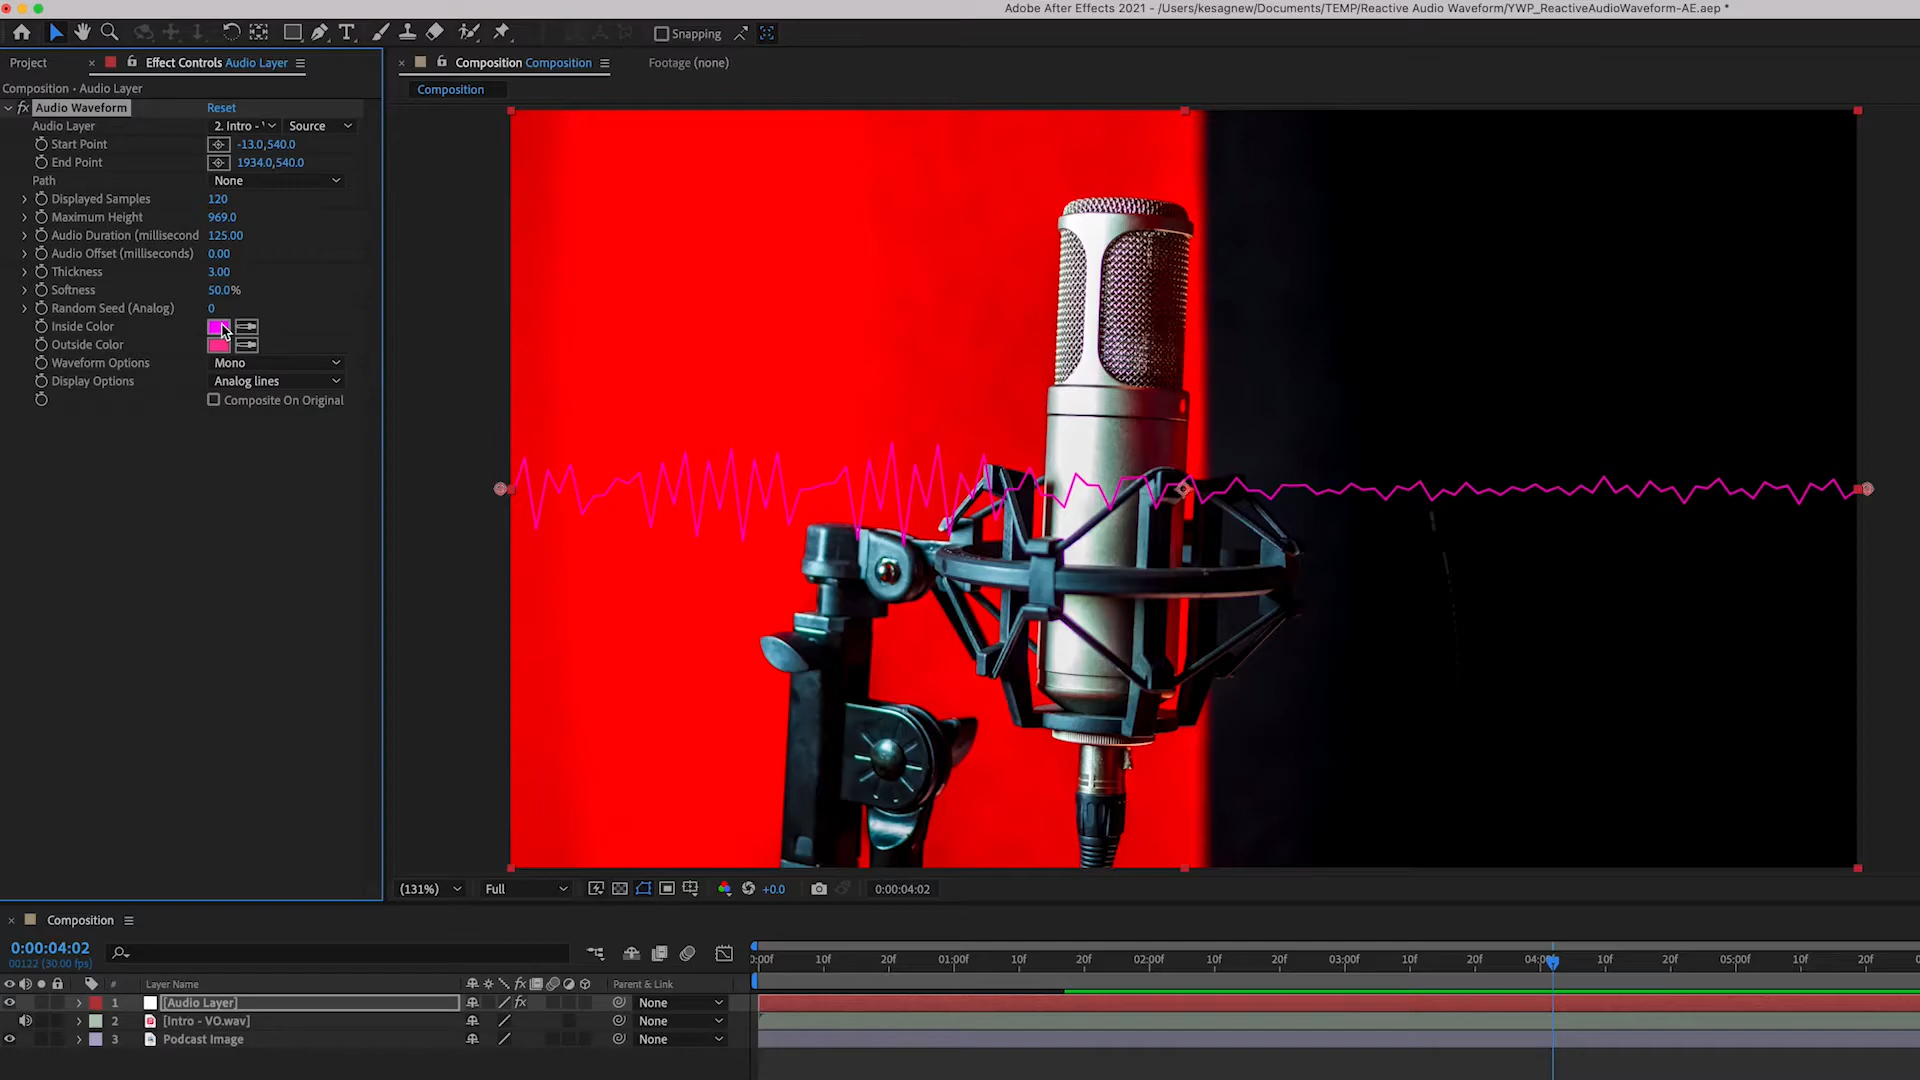 Adobe After Effects 2021 - /Users/kesagnew/Documents/TEMP/Reactive Audio Waveform/YWP_ReactiveAudioWaveform-AE.aep *
Snapping
Project
Effect Controls Audio Layer
Composition Composition
Footage (none)
Composition • Audio Layer
Composition
fx Audio Waveform Reset
Audio Layer 2. Intro - ' Source
Start Point -13.0,540.0
End Point 1934.0,540.0
Path None
Displayed Samples 120
Maximum Height 969.0
Audio Duration (millisecond 125.00
Audio Offset (milliseconds) 0.00
Thickness 3.00
Softness 50.0%
Random Seed (Analog) 0
Inside Color
Outside Color
Waveform Options Mono
Display Options Analog lines
Composite On Original
(131%) Full +0.0 0:00:04:02
Composition
0:00:04:02
00122 (30.00 fps)
0:00f 10f 20f 01:00f 10f 20f 02:00f 10f 20f 03:00f 10f 20f 04:00f 10f 20f 05:00f 10f 20f
# Layer Name fx Parent & Link
1 [Audio Layer] fx None
2 [Intro - VO.wav] None
3 Podcast Image None